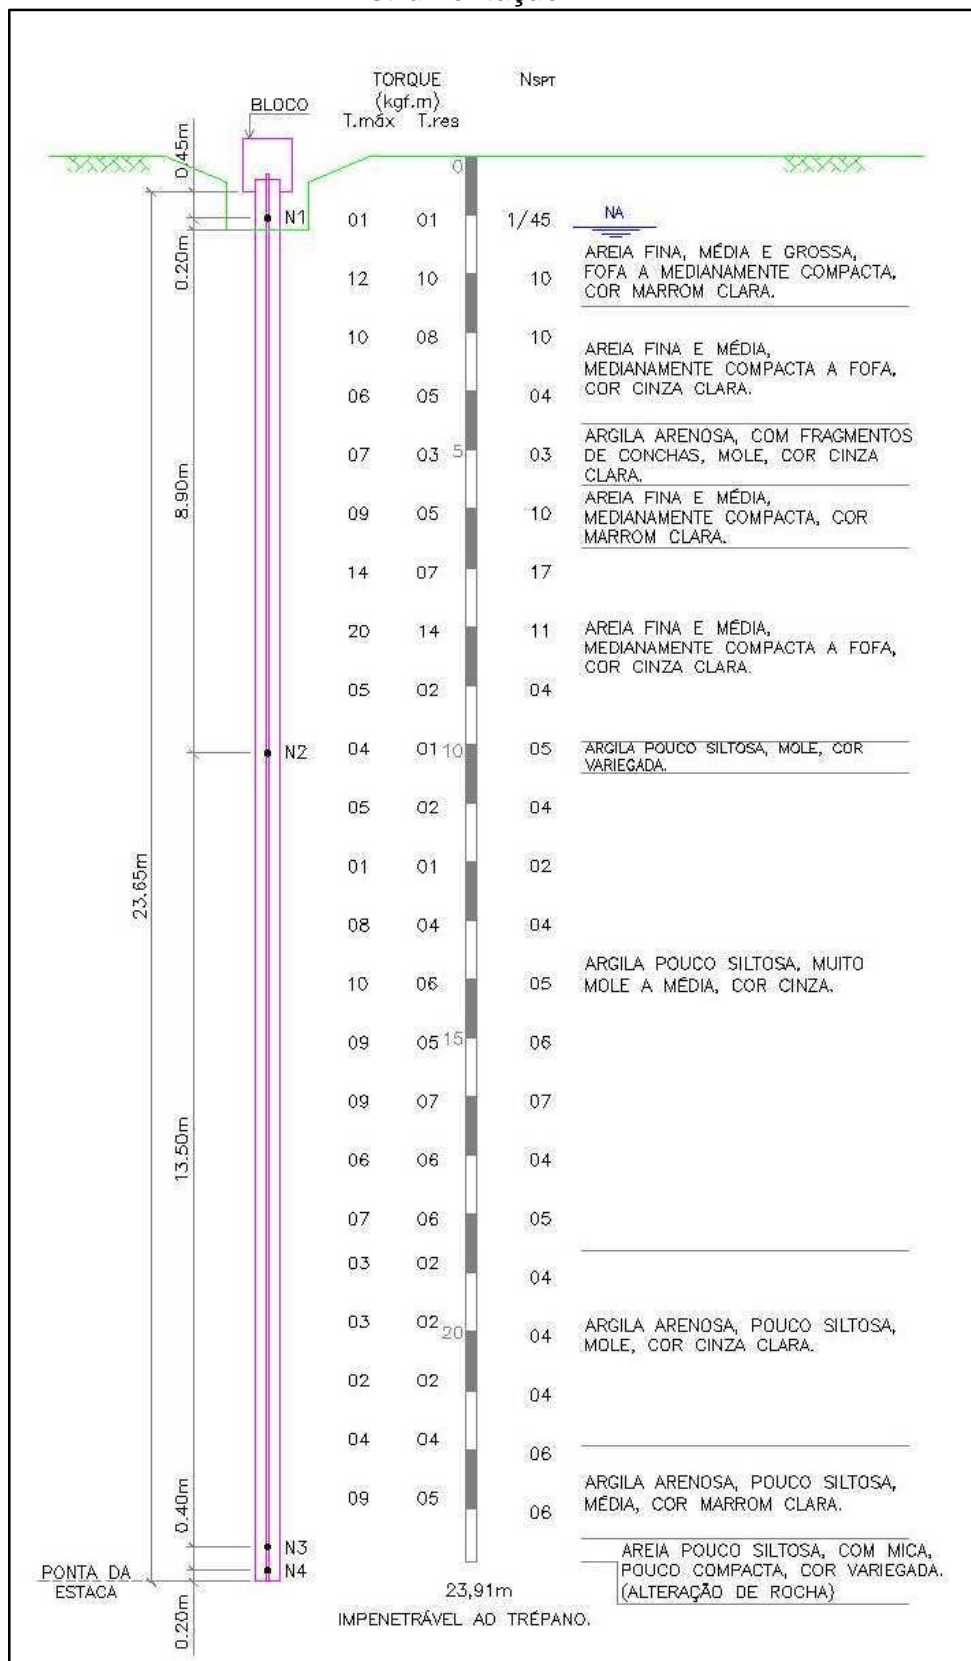 TORQUE
(kgf.m)
T.máx T.res
NSPT
BLOCO
0.45m
0
N1
01 01 1/45
NA
0.20m
AREIA FINA, MÉDIA E GROSSA,
FOFA A MEDIANAMENTE COMPACTA,
COR MARROM CLARA.
12 10 10
10 08 10
AREIA FINA E MÉDIA,
MEDIANAMENTE COMPACTA A FOFA,
COR CINZA CLARA.
06 05 04
ARGILA ARENOSA, COM FRAGMENTOS
DE CONCHAS, MOLE, COR CINZA
CLARA.
07 03 5 03
8.90m
AREIA FINA E MÉDIA,
MEDIANAMENTE COMPACTA, COR
MARROM CLARA.
09 05 10
14 07 17
20 14 11
AREIA FINA E MÉDIA,
MEDIANAMENTE COMPACTA A FOFA,
COR CINZA CLARA.
05 02 04
N2
04 01 10 05
ARGILA POUCO SILTOSA, MOLE, COR
VARIEGADA.
05 02 04
23.65m
01 01 02
08 04 04
ARGILA POUCO SILTOSA, MUITO
MOLE A MÉDIA, COR CINZA.
10 06 05
09 05 15 06
09 07 07
13.50m
06 06 04
07 06 05
03 02 04
03 02 20 04
ARGILA ARENOSA, POUCO SILTOSA,
MOLE, COR CINZA CLARA.
02 02 04
04 04 06
09 05 06
ARGILA ARENOSA, POUCO SILTOSA,
MÉDIA, COR MARROM CLARA.
0.40m
N3
N4
AREIA POUCO SILTOSA, COM MICA,
POUCO COMPACTA, COR VARIEGADA.
(ALTERAÇÃO DE ROCHA)
PONTA DA
ESTACA
0.20m
23,91m
IMPENETRÁVEL AO TRÉPANO.